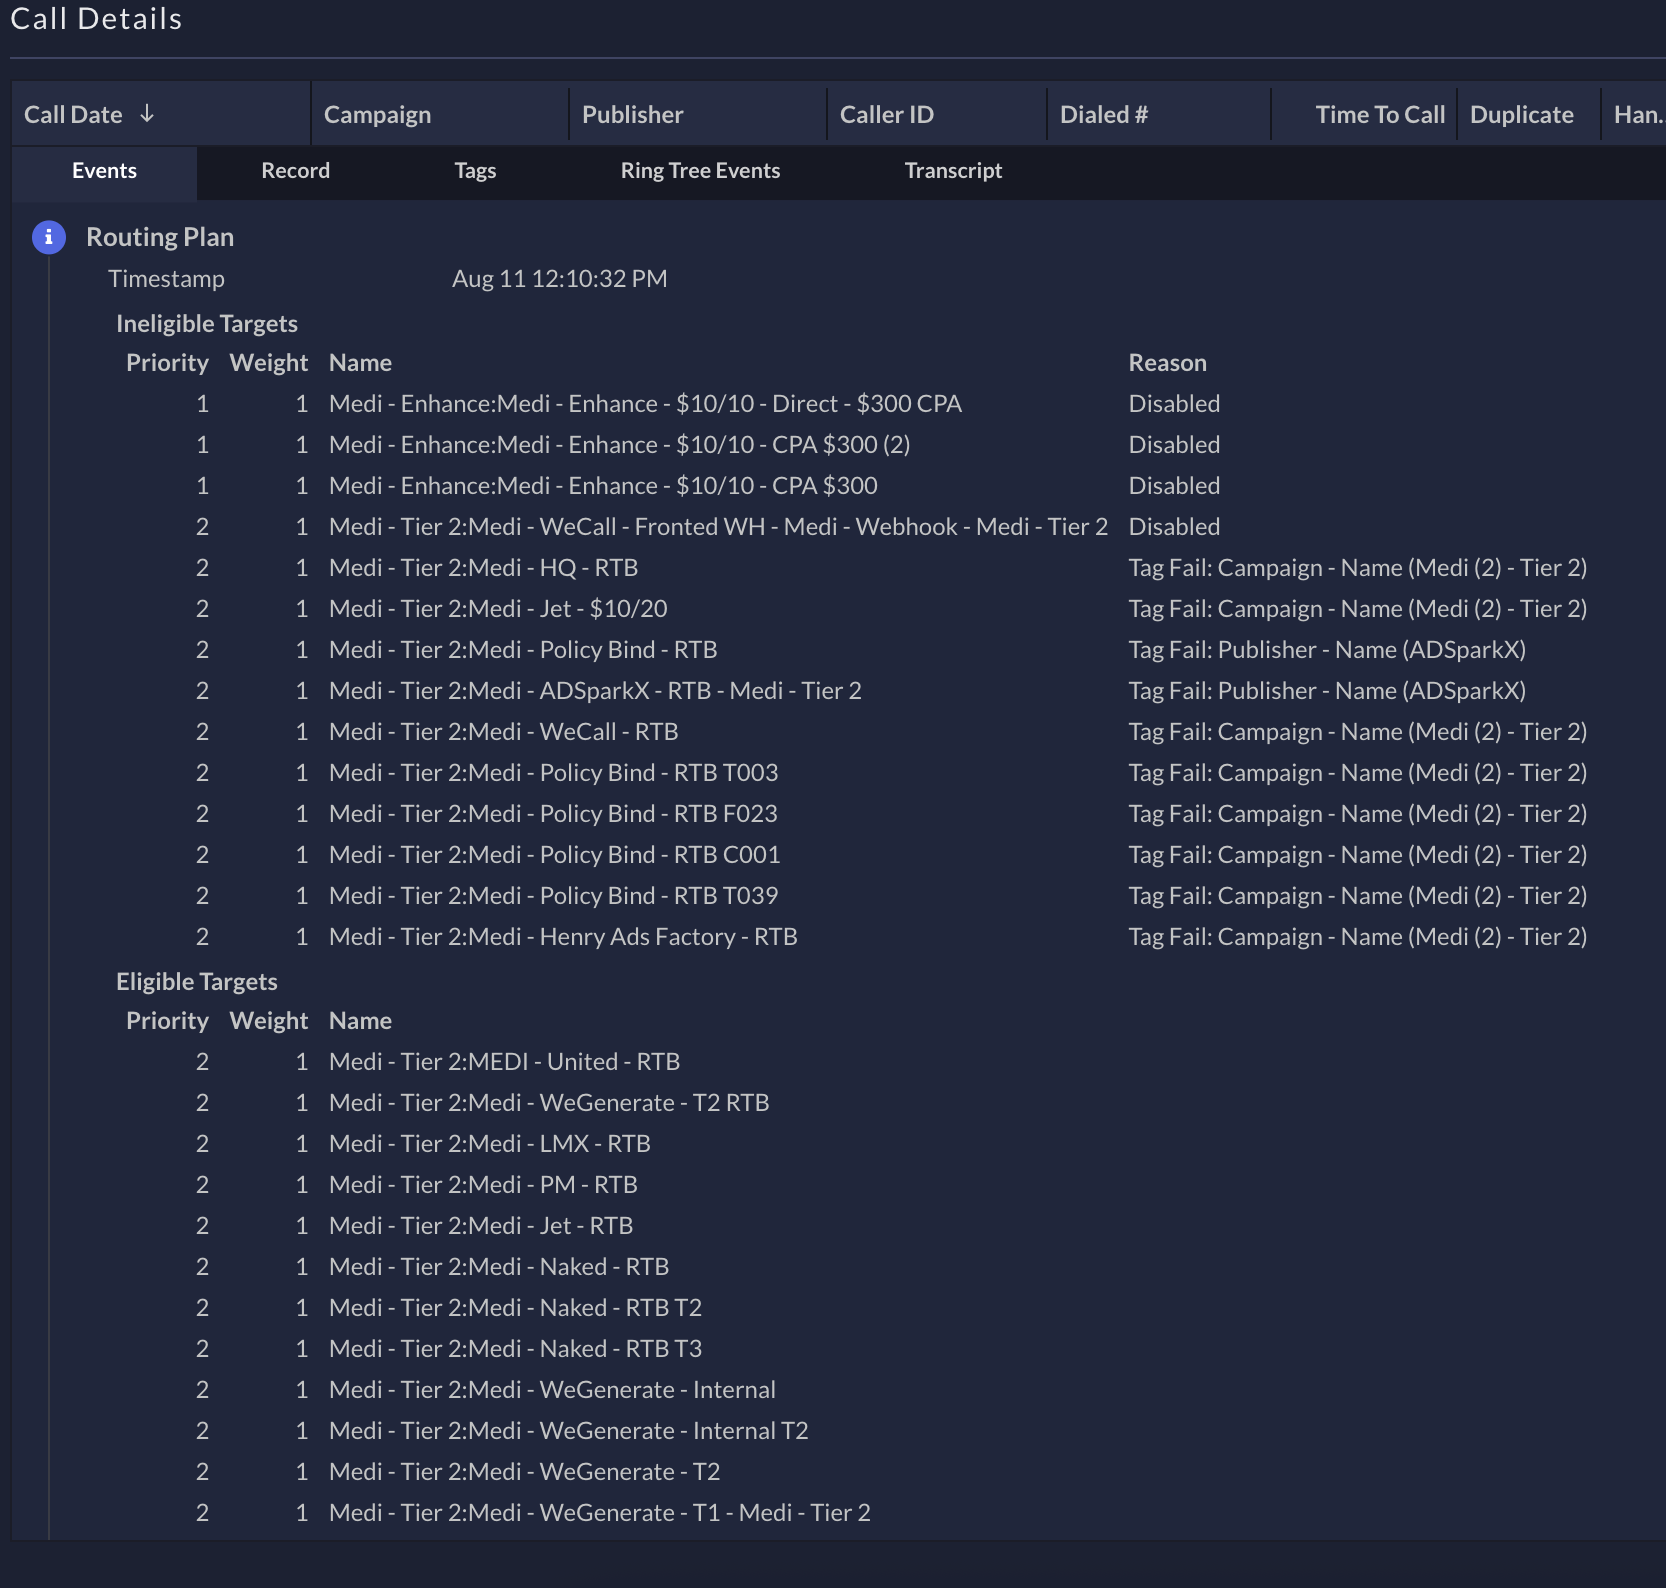 Call Details
Call Date ↓ Campaign Publisher Caller ID Dialed # Time To Call Duplicate Han...
Events Record Tags Ring Tree Events Transcript
Routing Plan
Timestamp Aug 11 12:10:32 PM
Ineligible Targets
Priority Weight Name Reason
1 1 Medi - Enhance:Medi - Enhance - $10/10 - Direct - $300 CPA Disabled
1 1 Medi - Enhance:Medi - Enhance - $10/10 - CPA $300 (2) Disabled
1 1 Medi - Enhance:Medi - Enhance - $10/10 - CPA $300 Disabled
2 1 Medi - Tier 2:Medi - WeCall - Fronted WH - Medi - Webhook - Medi - Tier 2 Disabled
2 1 Medi - Tier 2:Medi - HQ - RTB Tag Fail: Campaign - Name (Medi (2) - Tier 2)
2 1 Medi - Tier 2:Medi - Jet - $10/20 Tag Fail: Campaign - Name (Medi (2) - Tier 2)
2 1 Medi - Tier 2:Medi - Policy Bind - RTB Tag Fail: Publisher - Name (ADSparkX)
2 1 Medi - Tier 2:Medi - ADSparkX - RTB - Medi - Tier 2 Tag Fail: Publisher - Name (ADSparkX)
2 1 Medi - Tier 2:Medi - WeCall - RTB Tag Fail: Campaign - Name (Medi (2) - Tier 2)
2 1 Medi - Tier 2:Medi - Policy Bind - RTB T003 Tag Fail: Campaign - Name (Medi (2) - Tier 2)
2 1 Medi - Tier 2:Medi - Policy Bind - RTB F023 Tag Fail: Campaign - Name (Medi (2) - Tier 2)
2 1 Medi - Tier 2:Medi - Policy Bind - RTB C001 Tag Fail: Campaign - Name (Medi (2) - Tier 2)
2 1 Medi - Tier 2:Medi - Policy Bind - RTB T039 Tag Fail: Campaign - Name (Medi (2) - Tier 2)
2 1 Medi - Tier 2:Medi - Henry Ads Factory - RTB Tag Fail: Campaign - Name (Medi (2) - Tier 2)
Eligible Targets
Priority Weight Name
2 1 Medi - Tier 2:MEDI - United - RTB
2 1 Medi - Tier 2:Medi - WeGenerate - T2 RTB
2 1 Medi - Tier 2:Medi - LMX - RTB
2 1 Medi - Tier 2:Medi - PM - RTB
2 1 Medi - Tier 2:Medi - Jet - RTB
2 1 Medi - Tier 2:Medi - Naked - RTB
2 1 Medi - Tier 2:Medi - Naked - RTB T2
2 1 Medi - Tier 2:Medi - Naked - RTB T3
2 1 Medi - Tier 2:Medi - WeGenerate - Internal
2 1 Medi - Tier 2:Medi - WeGenerate - Internal T2
2 1 Medi - Tier 2:Medi - WeGenerate - T2
2 1 Medi - Tier 2:Medi - WeGenerate - T1 - Medi - Tier 2